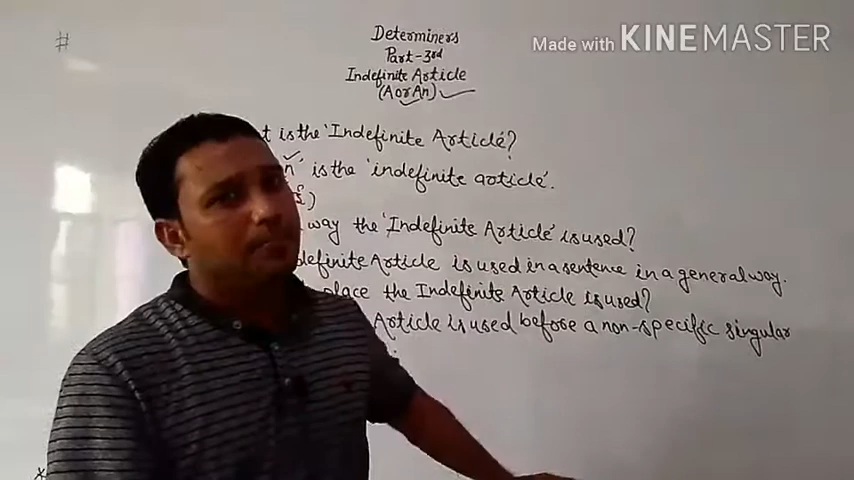 #
Determiners
Part-3rd
Indefinite Article
(A or An)
Made with KINEMASTER
is the 'Indefinite Article'?
is the 'indefinite article'.
way the 'Indefinite Article' is used?
Article is used in a sentence in a general way.
place the Indefinite Article is used?
Article is used before a non-specific singular